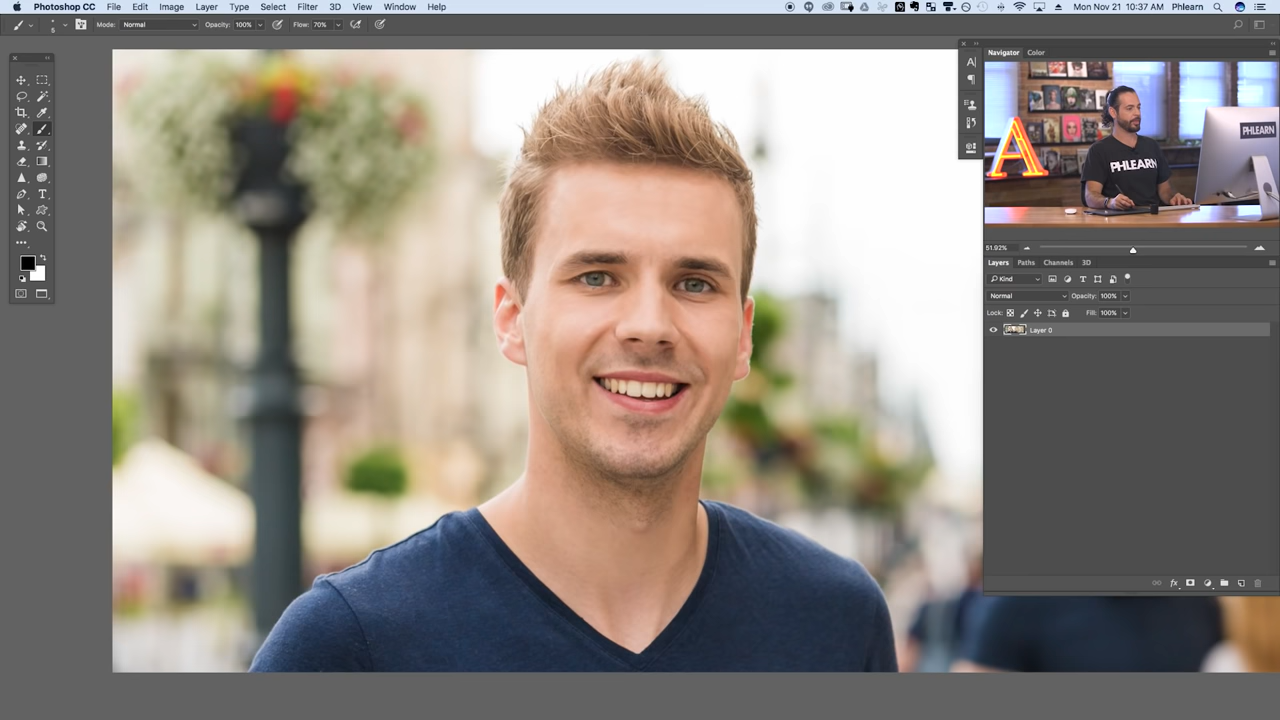 Photoshop CC File Edit Image Layer Type Select Filter 3D View Window Help Mon Nov 21 10:37 AM Phlearn
5 Mode: Normal Opacity: 100% Flow: 70%
Navigator Color
A
PHLEARN
PHLEARN
51.92%
Layers Paths Channels 3D
Kind
Normal Opacity: 100%
Lock: Fill: 100%
Layer 0